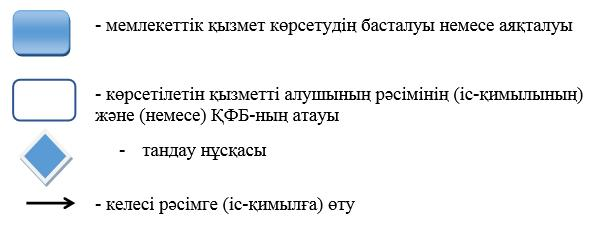 - мемлекеттік қызмет көрсетудің басталуы немесе аяқталуы
- көрсетілетін қызметті алушының рәсімінің (іс-қимылының)
және (немесе) ҚФБ-ның атауы
- таңдау нұсқасы
- келесі рәсімге (іс-қимылға) өту